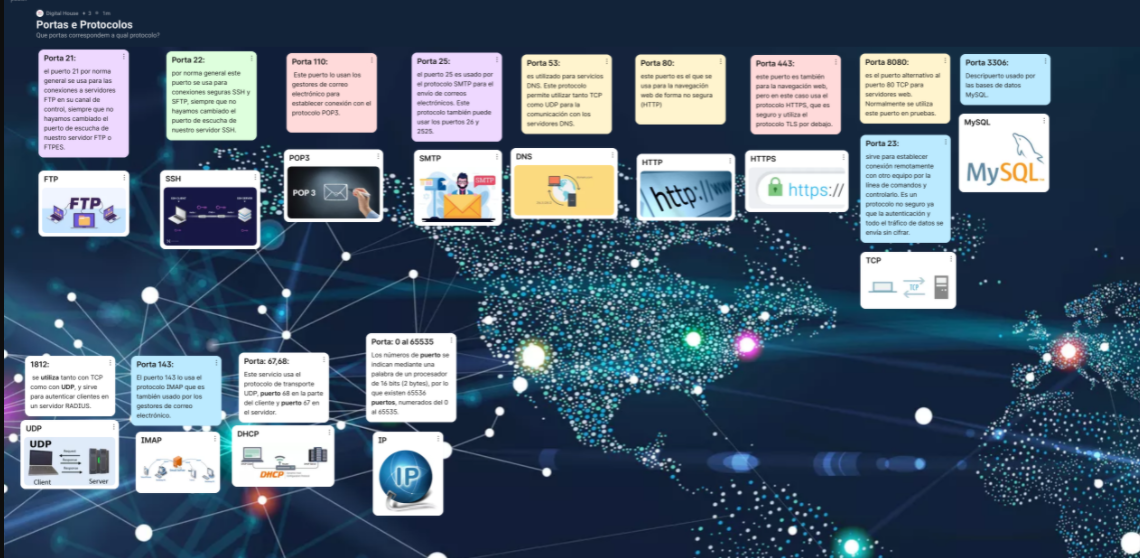 Digital House • 3 • 1m
Portas e Protocolos
Que portas correspondem a qual protocolo?
Porta 21:
el puerto 21 por norma
general se usa para las
conexiones a servidores
FTP en su canal de
control, siempre que no
hayamos cambiado el
puerto de escucha de
nuestro servidor FTP o
FTPES.
FTP
FTP
Porta 22:
por norma general este
puerto se usa para
conexiones seguras SSH y
SFTP, siempre que no
hayamos cambiado el
puerto de escucha de
nuestro servidor SSH.
SSH
Porta 110:
Este puerto lo usan los
gestores de correo
electrónico para
establecer conexión con el
protocolo POP3.
POP3
POP 3
Porta 25:
el puerto 25 es usado por
el protocolo SMTP para el
envío de correos
electrónicos. Este
protocolo también puede
usar los puertos 26 y
2525.
SMTP
SMTP
Porta 53:
es utilizado para servicios
DNS. Este protocolo
permite utilizar tanto TCP
como UDP para la
comunicación con los
servidores DNS.
DNS
Porta 80:
este puerto es el que se
usa para la navegación
web de forma no segura
(HTTP)
HTTP
http://www
Porta 443:
este puerto es también
para la navegación web,
pero en este caso usa el
protocolo HTTPS, que es
seguro y utiliza el
protocolo TLS por debajo.
HTTPS
https://
Porta 8080:
es el puerto alternativo al
puerto 80 TCP para
servidores web.
Normalmente se utiliza
este puerto en pruebas.
Porta 23:
sirve para establecer
conexión remotamente
con otro equipo por la
línea de comandos y
controlarlo. Es un
protocolo no seguro ya
que la autenticación y
todo el tráfico de datos se
envía sin cifrar.
TCP
TCP
Porta 3306:
Descripuerto usado por
las bases de datos
MySQL.
MySQL
MySQL
1812:
se utiliza tanto con TCP
como con UDP, y sirve
para autenticar clientes en
un servidor RADIUS.
UDP
UDP
Request
Response
Response
Client
Server
Porta 143:
El puerto 143 lo usa el
protocolo IMAP que es
también usado por los
gestores de correo
electrónico.
IMAP
Porta: 67,68:
Este servicio usa el
protocolo de transporte
UDP, puerto 68 en la parte
del cliente y puerto 67 en
el servidor.
DHCP
DHCP
Porta: 0 al 65535
Los números de puerto se
indican mediante una
palabra de un procesador
de 16 bits (2 bytes), por lo
que existen 65536
puertos, numerados del 0
al 65535.
IP
IP